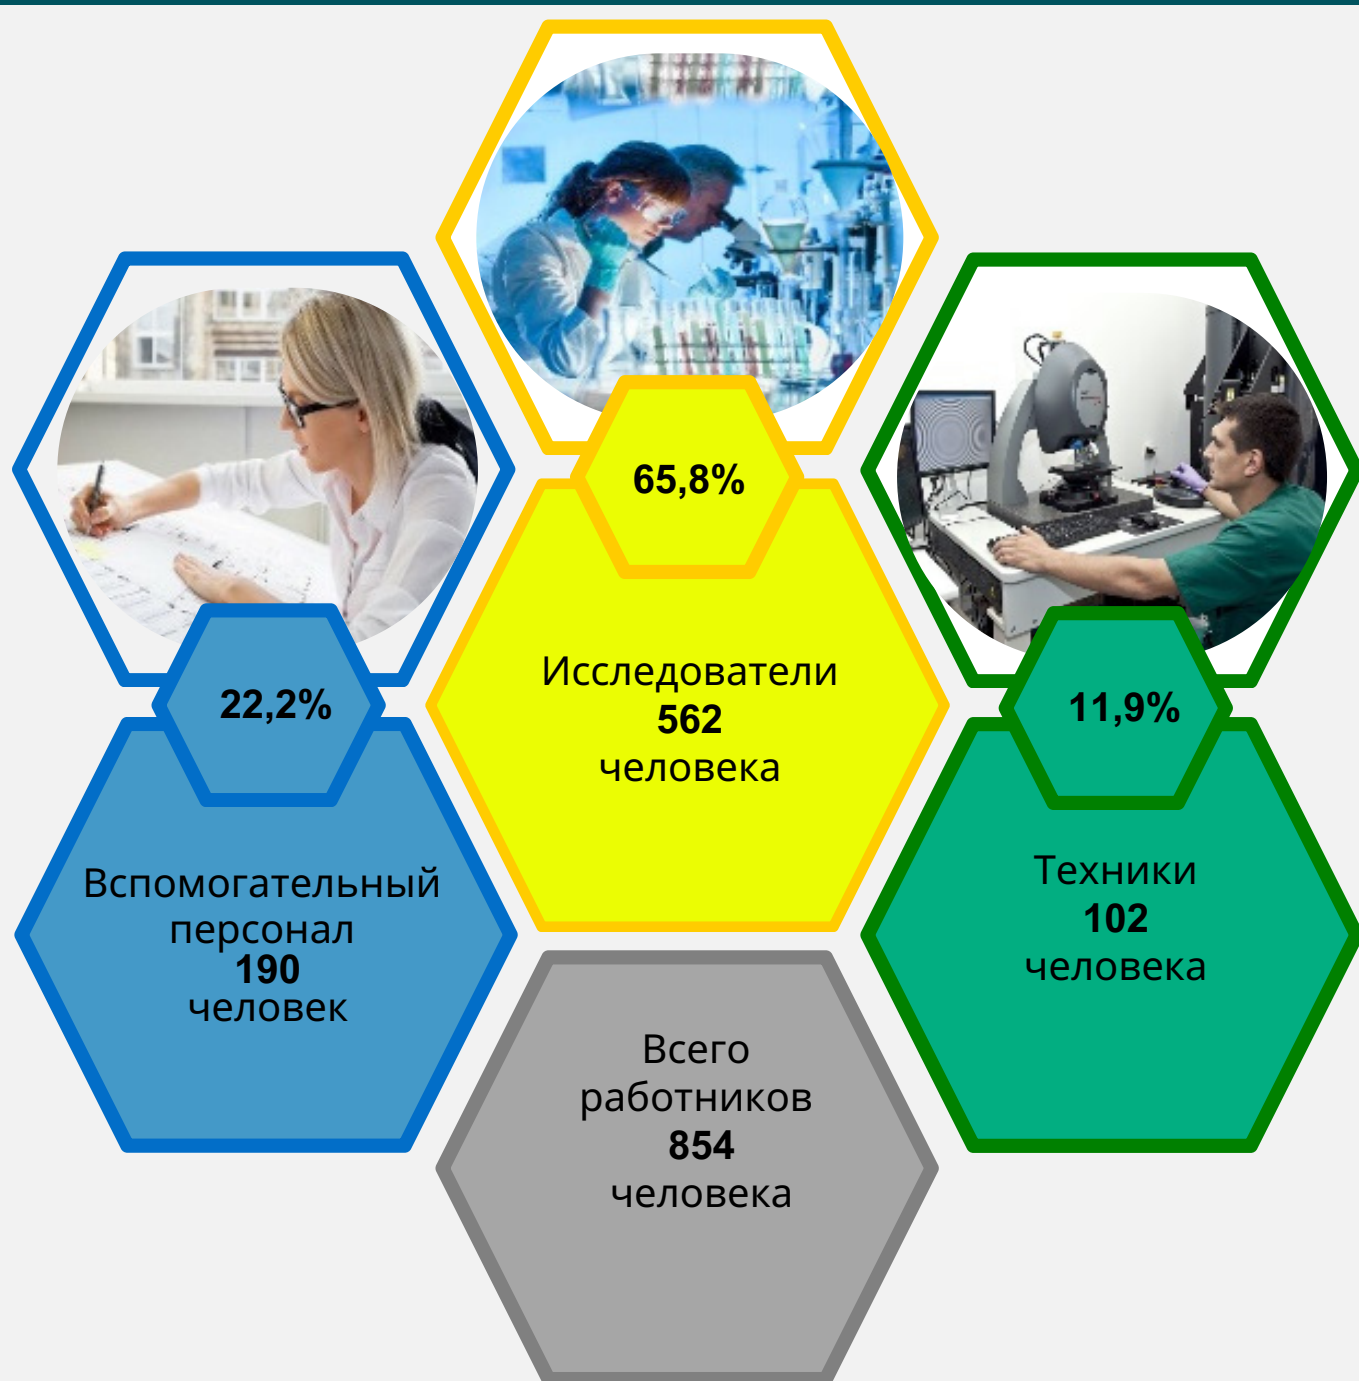 65,8%
Исследователи
562
человека
22,2%
Вспомогательный
персонал
190
человек
11,9%
Техники
102
человека
Всего
работников
854
человека